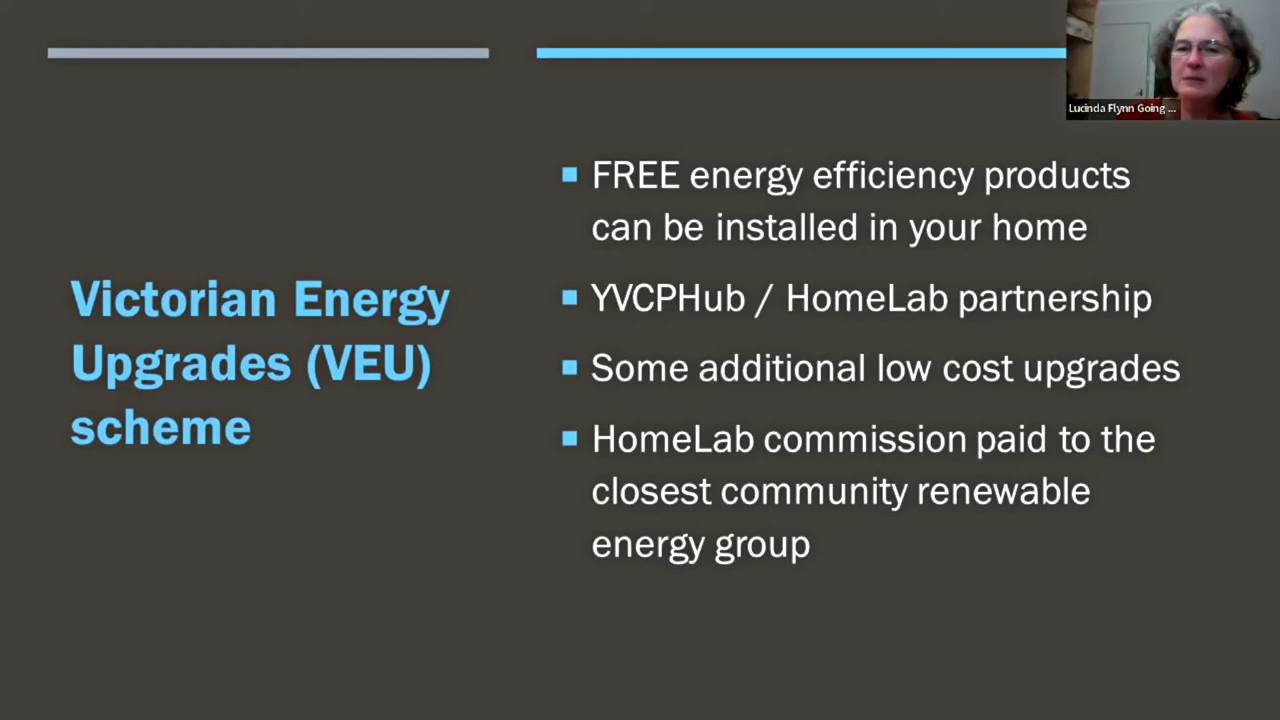 Lucinda Flynn Going ...
Victorian Energy
Upgrades (VEU)
scheme
FREE energy efficiency products
can be installed in your home
YVCPHub / HomeLab partnership
Some additional low cost upgrades
HomeLab commission paid to the
closest community renewable
energy group